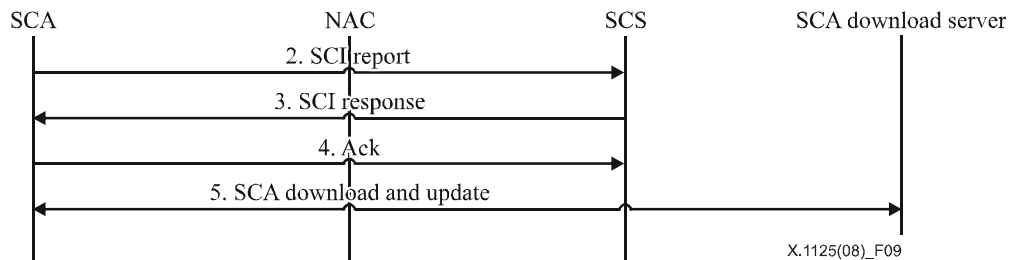 SCA NAC SCS SCA download server
2. SCI report
3. SCI response
4. Ack
5. SCA download and update
X.1125(08)_F09